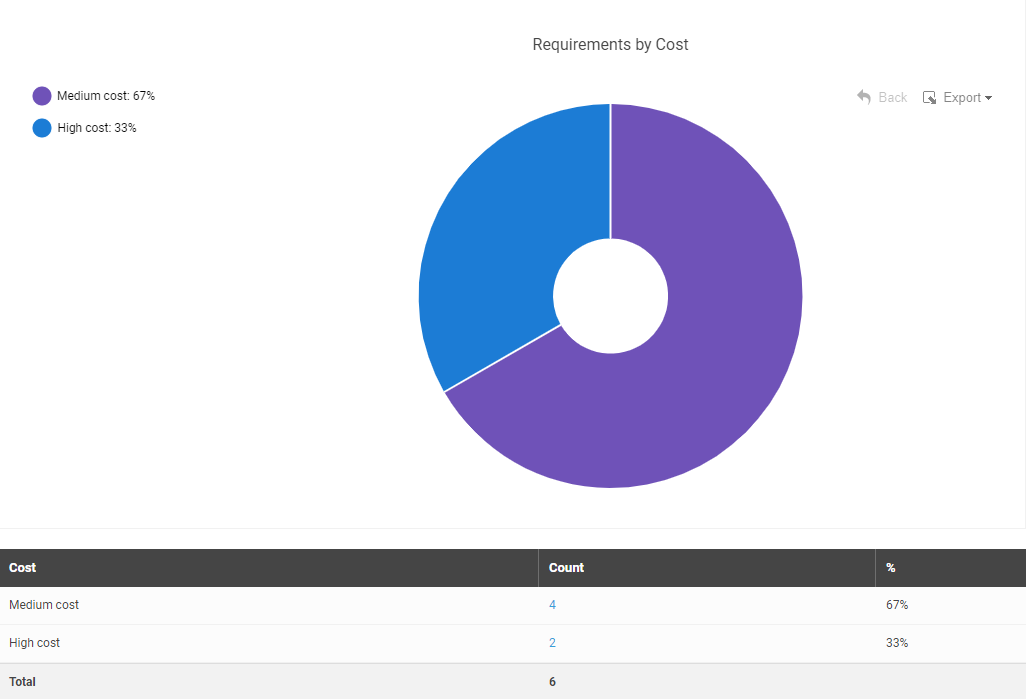 Requirements by Cost
Medium cost: 67%
High cost: 33%
Back Export
Cost Count %
Medium cost 4 67%
High cost 2 33%
Total 6